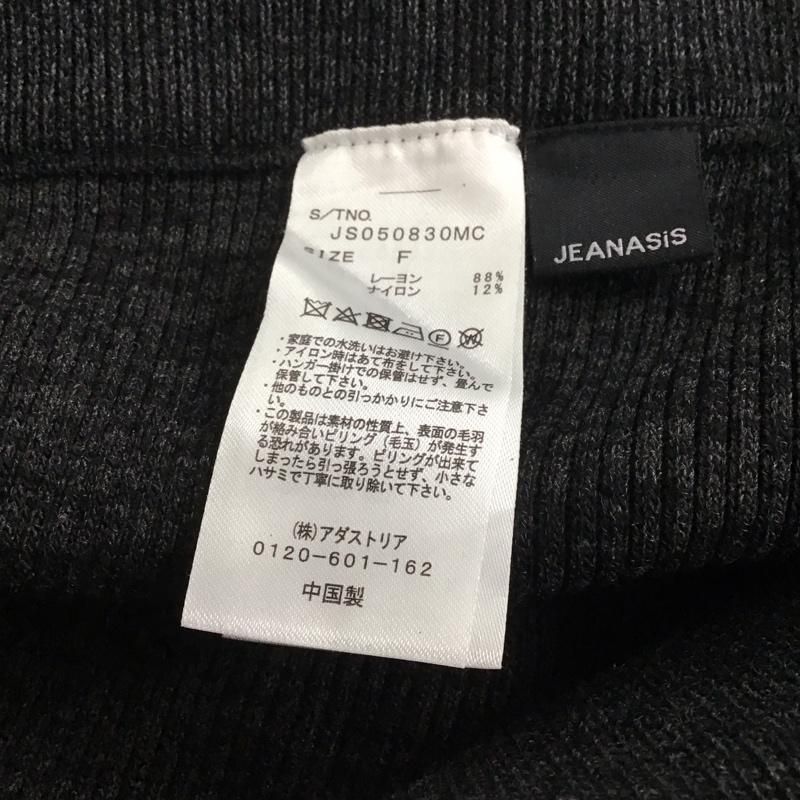 S/TNO.
JS050830MC
SIZE F
レーヨン 88%
ナイロン 12%
・家庭での水洗いはお避け下さい。
・アイロン時はあて布をして下さい。
・ハンガー掛けでの保管はせず、畳んで
保管して下さい。
・他のものとの引っかかりにご注意下さ
い。
・この製品は素材の性質上、表面の毛羽
が絡み合いピリング(毛玉)が発生す
る恐れがあります。ピリングが出来て
しまったら引っ張ろうとせず、小さな
ハサミで丁寧に取り除いて下さい。
(株)アダストリア
0120-601-162
中国製
JEANASiS